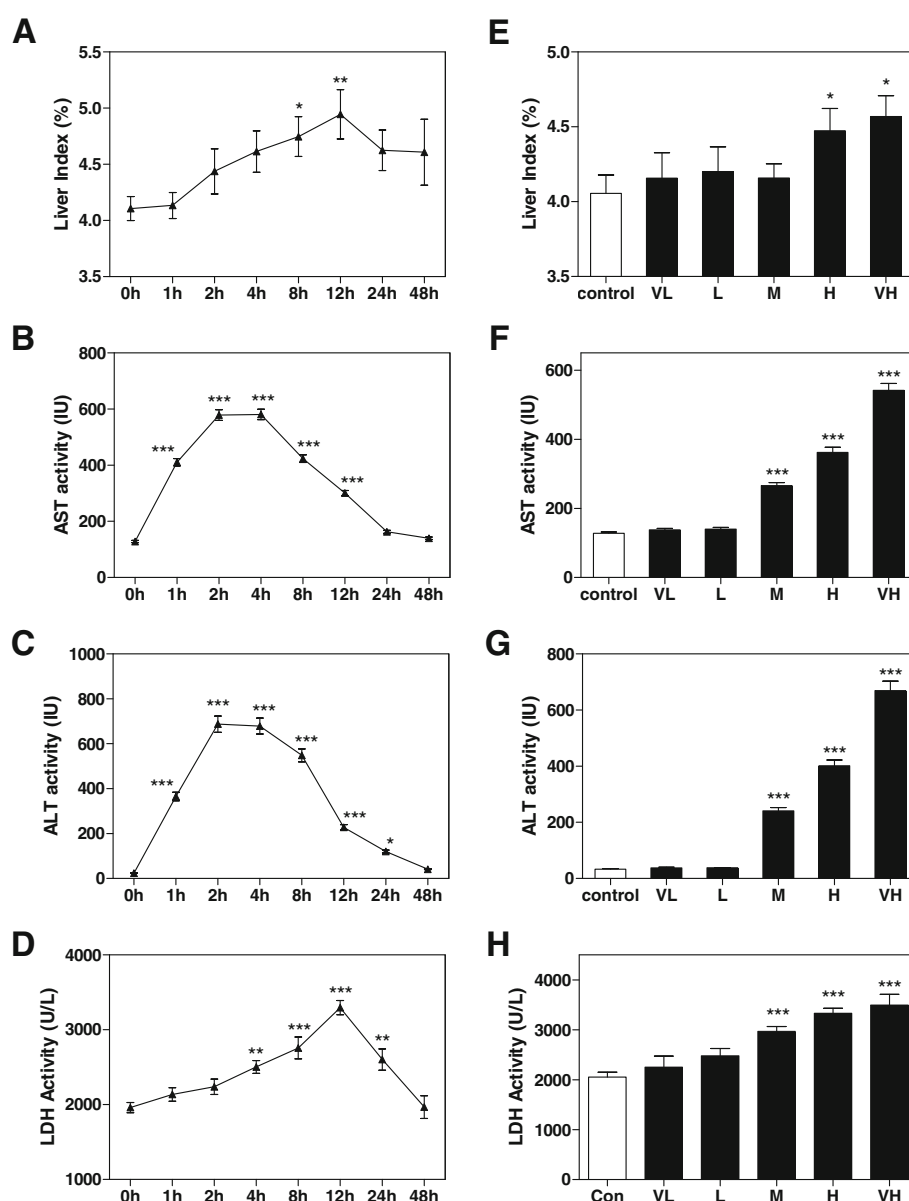 A
Liver Index (%)
5.5
5.0
4.5
4.0
3.5
* **
0h 1h 2h 4h 8h 12h 24h 48h
E
Liver Index (%)
5.0
4.5
4.0
3.5
* *
control VL L M H VH
B
AST activity (IU)
800
600
400
200
0
*** *** *** *** ***
0h 1h 2h 4h 8h 12h 24h 48h
F
AST activity (IU)
600
400
200
0
*** *** ***
control VL L M H VH
C
ALT activity (IU)
1000
800
600
400
200
0
*** *** *** *** *** *
0h 1h 2h 4h 8h 12h 24h 48h
G
ALT activity (IU)
800
600
400
200
0
*** *** ***
control VL L M H VH
D
LDH Activity (U/L)
4000
3000
2000
1000
** *** *** **
0h 1h 2h 4h 8h 12h 24h 48h
H
LDH Activity (U/L)
4000
3000
2000
1000
0
*** *** ***
Con VL L M H VH